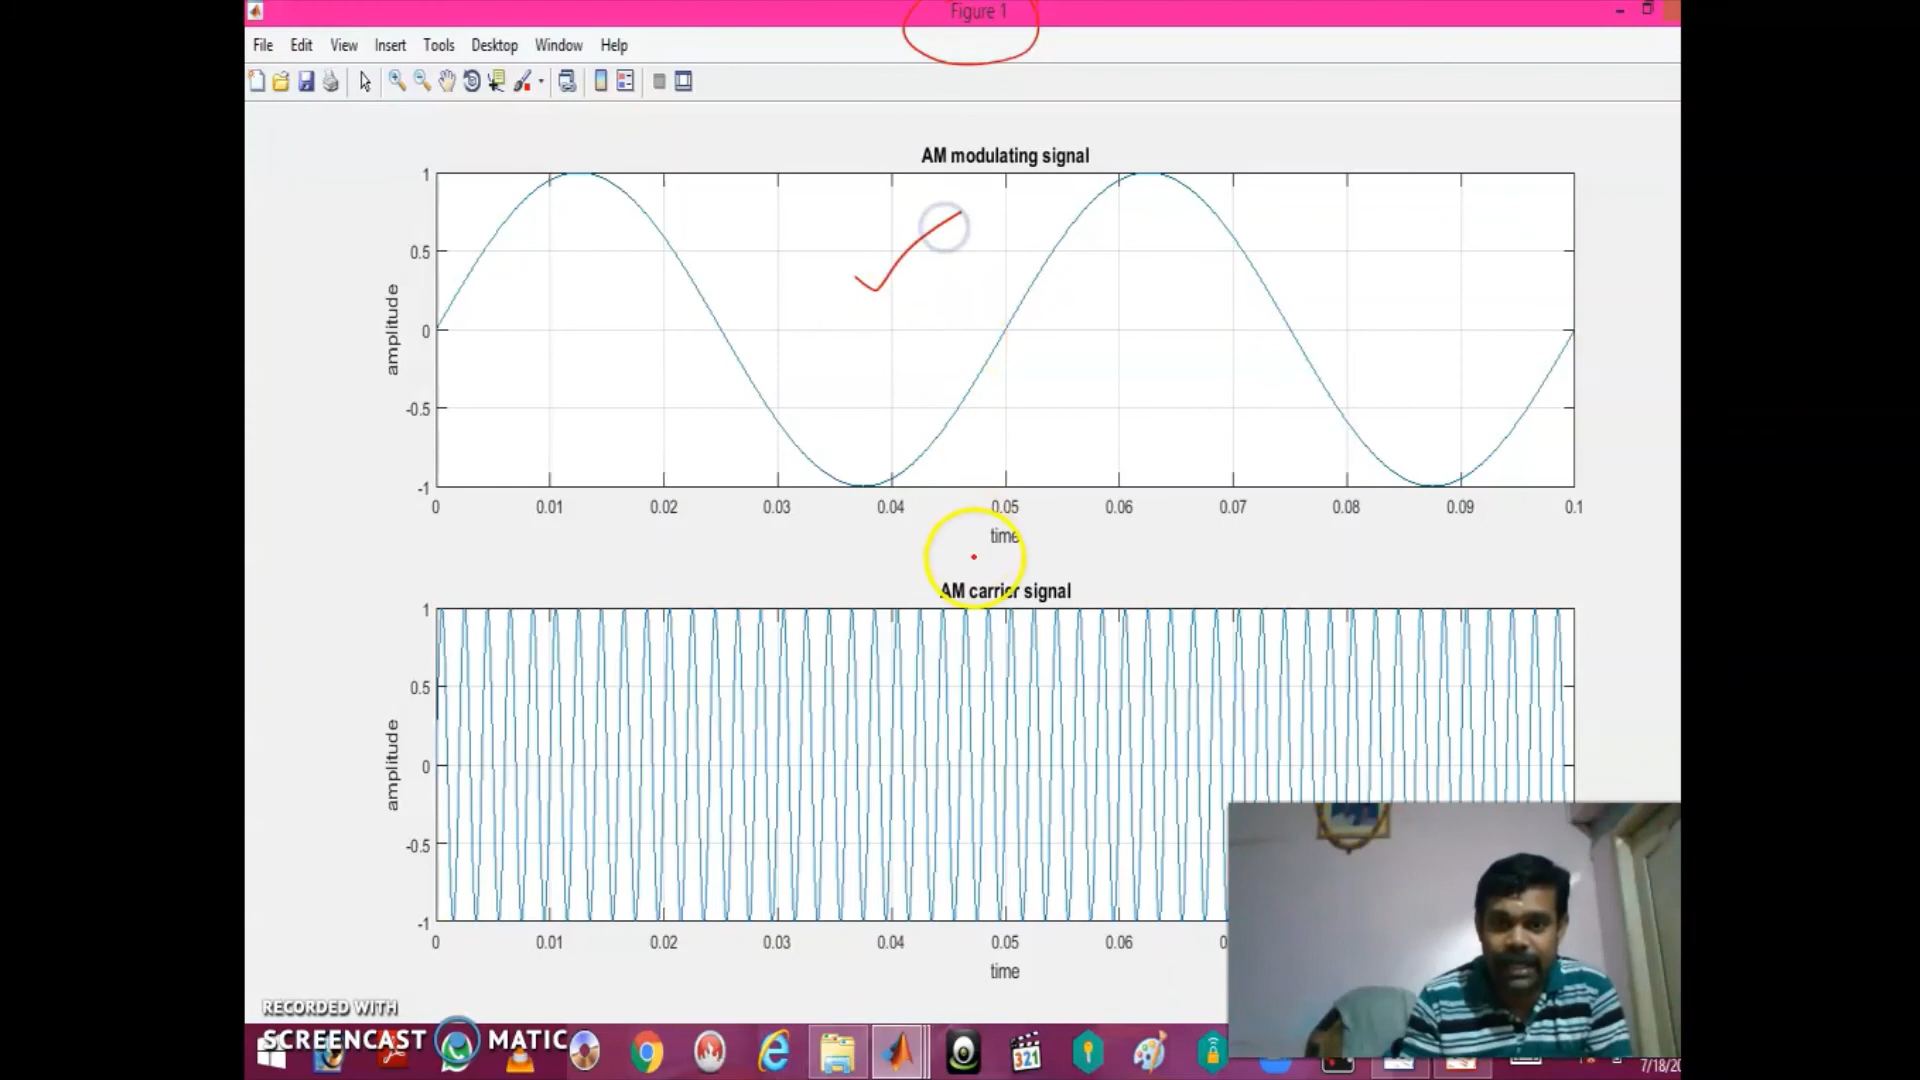 Figure 1
File Edit View Insert Tools Desktop Window Help
AM modulating signal
1
0.5
0
-0.5
-1
amplitude
0 0.01 0.02 0.03 0.04 0.05 0.06 0.07 0.08 0.09 0.1
time
AM carrier signal
1
0.5
0
-0.5
-1
amplitude
0 0.01 0.02 0.03 0.04 0.05 0.06
time
RECORDED WITH
SCREENCAST MATIC
321